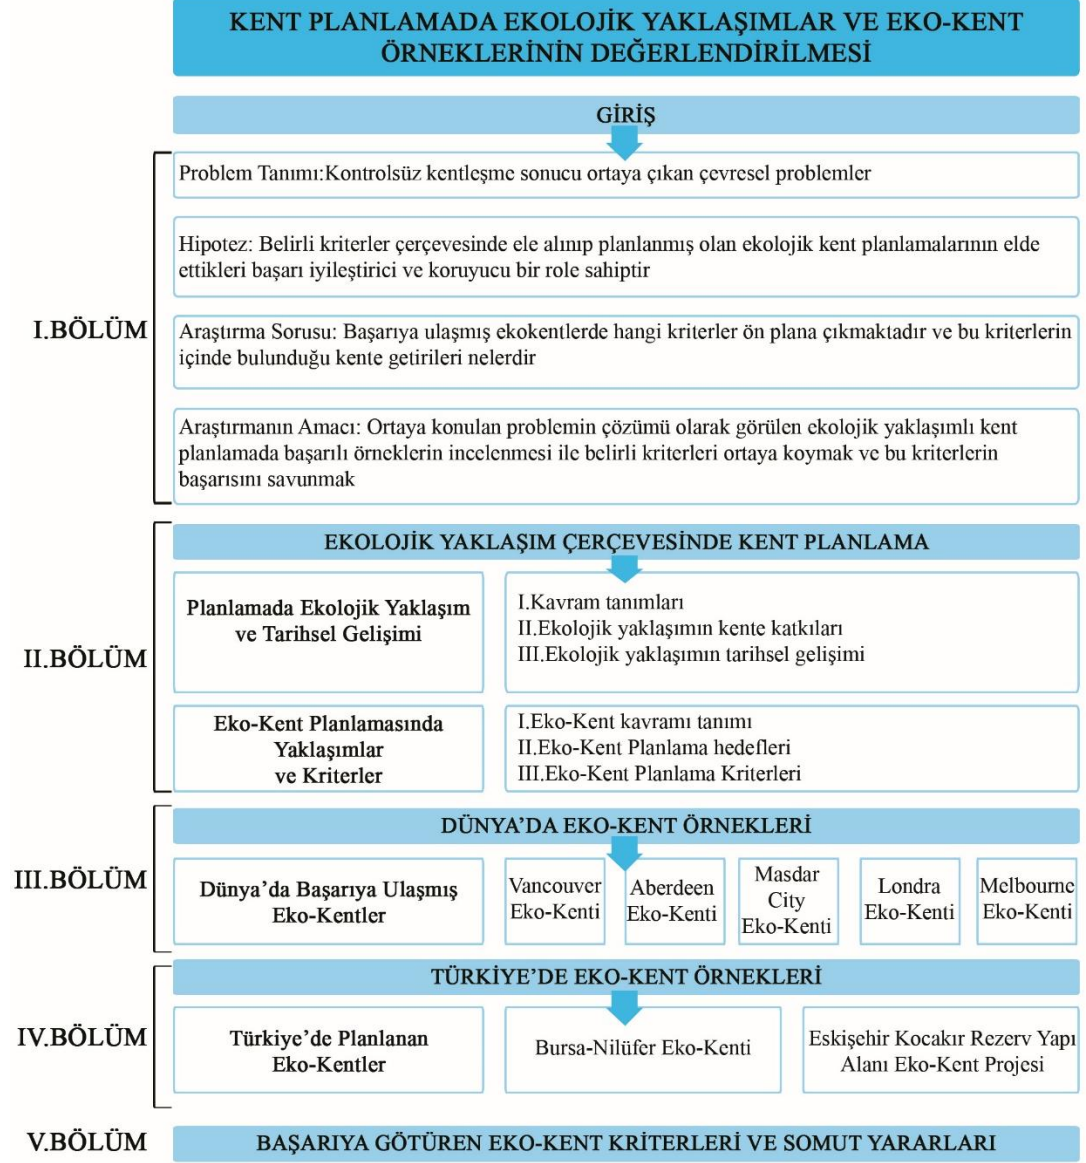 KENT PLANLAMADA EKOLOJİK YAKLAŞIMLAR VE EKO-KENT
ÖRNEKLERİNİN DEĞERLENDİRİLMESİ
GİRİŞ
I.BÖLÜM
Problem Tanımı:Kontrolsüz kentleşme sonucu ortaya çıkan çevresel problemler
Hipotez: Belirli kriterler çerçevesinde ele alınıp planlanmış olan ekolojik kent planlamalarının elde
ettikleri başarı iyileştirici ve koruyucu bir role sahiptir
Araştırma Sorusu: Başarıya ulaşmış ekokentlerde hangi kriterler ön plana çıkmaktadır ve bu kriterlerin
içinde bulunduğu kente getirileri nelerdir
Araştırmanın Amacı: Ortaya konulan problemin çözümü olarak görülen ekolojik yaklaşımlı kent
planlamada başarılı örneklerin incelenmesi ile belirli kriterleri ortaya koymak ve bu kriterlerin
başarısını savunmak
II.BÖLÜM
EKOLOJİK YAKLAŞIM ÇERÇEVESİNDE KENT PLANLAMA
Planlamada Ekolojik Yaklaşım
ve Tarihsel Gelişimi
I.Kavram tanımları
II.Ekolojik yaklaşımın kente katkıları
III.Ekolojik yaklaşımın tarihsel gelişimi
Eko-Kent Planlamasında
Yaklaşımlar
ve Kriterler
I.Eko-Kent kavramı tanımı
II.Eko-Kent Planlama hedefleri
III.Eko-Kent Planlama Kriterleri
III.BÖLÜM
DÜNYA'DA EKO-KENT ÖRNEKLERİ
Dünya'da Başarıya Ulaşmış
Eko-Kentler
Vancouver
Eko-Kenti
Aberdeen
Eko-Kenti
Masdar
City
Eko-Kenti
Londra
Eko-Kenti
Melbourne
Eko-Kenti
IV.BÖLÜM
TÜRKİYE'DE EKO-KENT ÖRNEKLERİ
Türkiye'de Planlanan
Eko-Kentler
Bursa-Nilüfer Eko-Kenti
Eskişehir Kocakır Rezerv Yapı
Alanı Eko-Kent Projesi
V.BÖLÜM
BAŞARIYA GÖTÜREN EKO-KENT KRİTERLERİ VE SOMUT YARARLARI